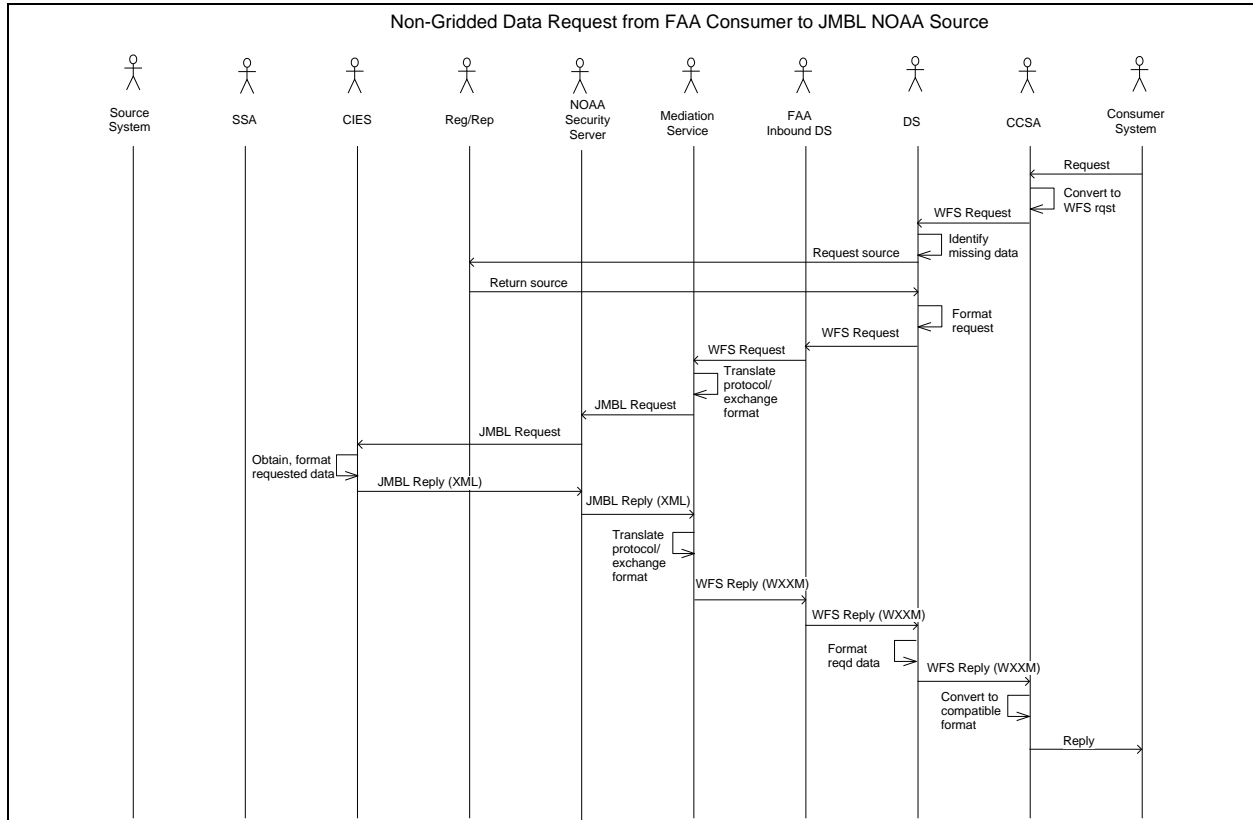 Non-Gridded Data Request from FAA Consumer to JMBL NOAA Source
Source
System
SSA
CIES
Reg/Rep
NOAA
Security
Server
Mediation
Service
FAA
Inbound DS
DS
CCSA
Consumer
System
Request
Convert to
WFS rqst
WFS Request
Identify
missing data
Request source
Return source
Format
request
WFS Request
WFS Request
Translate
protocol/
exchange
format
JMBL Request
JMBL Request
Obtain, format
requested data
JMBL Reply (XML)
JMBL Reply (XML)
Translate
protocol/
exchange
format
WFS Reply (WXXM)
WFS Reply (WXXM)
Format
reqd data
WFS Reply (WXXM)
Convert to
compatible
format
Reply